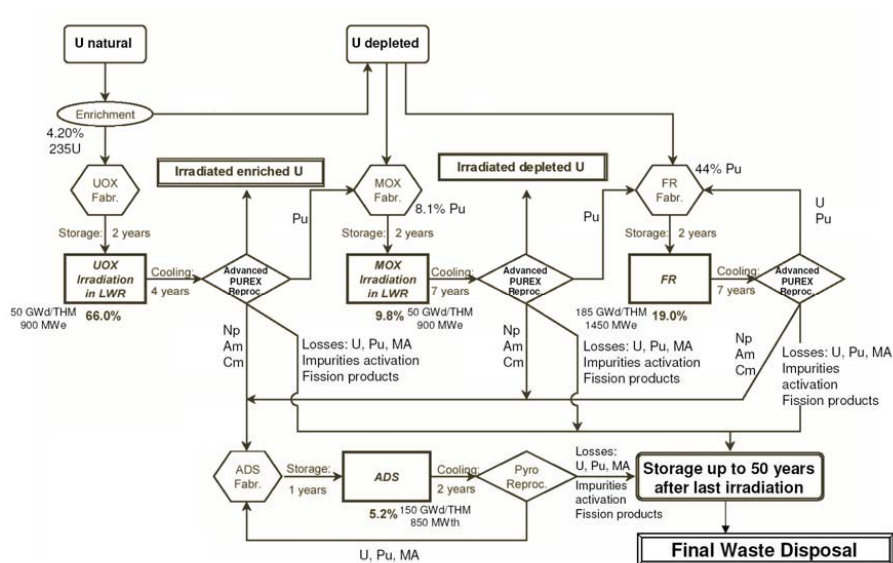 U natural
U depleted
Enrichment
4.20%
235U
Irradiated enriched U
Irradiated depleted U
44% Pu
UOX
Fabr.
MOX
Fabr.
8.1% Pu
FR
Fabr.
Pu
Pu
U
Pu
Storage: 2 years
Storage: 2 years
Storage: 2 years
UOX
Irradiation
in LWR
Cooling:
4 years
Advanced
PUREX
Reproc.
MOX
Irradiation
in LWR
Cooling:
7 years
Advanced
PUREX
Reproc.
FR
Cooling:
7 years
Advanced
PUREX
Reproc.
50 GWd/THM
900 MWe
66.0%
9.8%
50 GWd/THM
900 MWe
185 GWd/THM
1450 MWe
19.0%
Np
Am
Cm
Losses: U, Pu, MA
Impurities activation
Fission products
Np
Am
Cm
Losses: U, Pu, MA
Impurities activation
Fission products
Np
Am
Cm
Losses: U, Pu, MA
Impurities
activation
Fission products
ADS
Fabr.
Storage:
1 years
ADS
Cooling:
2 years
Pyro
Reproc.
Losses:
U, Pu, MA
Impurities
activation
Fission products
Storage up to 50 years
after last irradiation
5.2%
150 GWd/THM
850 MWth
U, Pu, MA
Final Waste Disposal